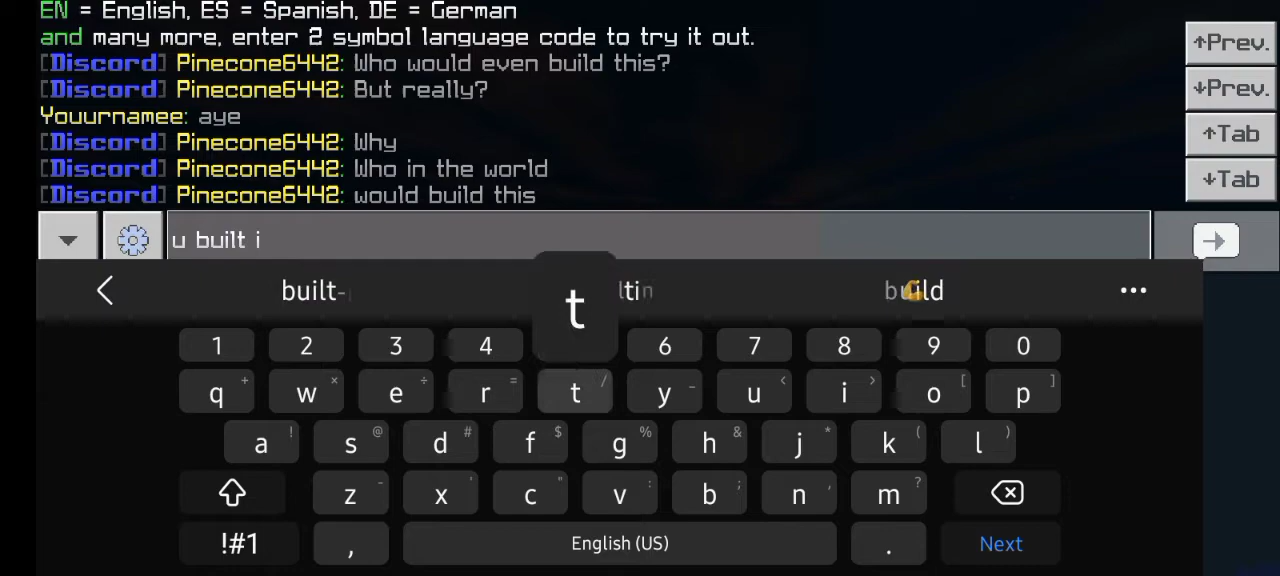 EN = English, ES = Spanish, DE = German
and many more, enter 2 symbol language code to try it out.
[Discord] Pinecone6442: Who would even build this?
[Discord] Pinecone6442: But really?
Youurnamee: aye
[Discord] Pinecone6442: Why
[Discord] Pinecone6442: Who in the world
[Discord] Pinecone6442: would build this
↑Prev.
↓Prev.
↑Tab
↓Tab
u built i
built-
build
t
1 2 3 4 6 7 8 9 0
q + w × e ÷ r = t / y _ u < i > o [ p ]
a ! s @ d # f $ g % h & j * k ( l )
z - x ' c " v : b ; n , m ?
!#1 , English (US) . Next